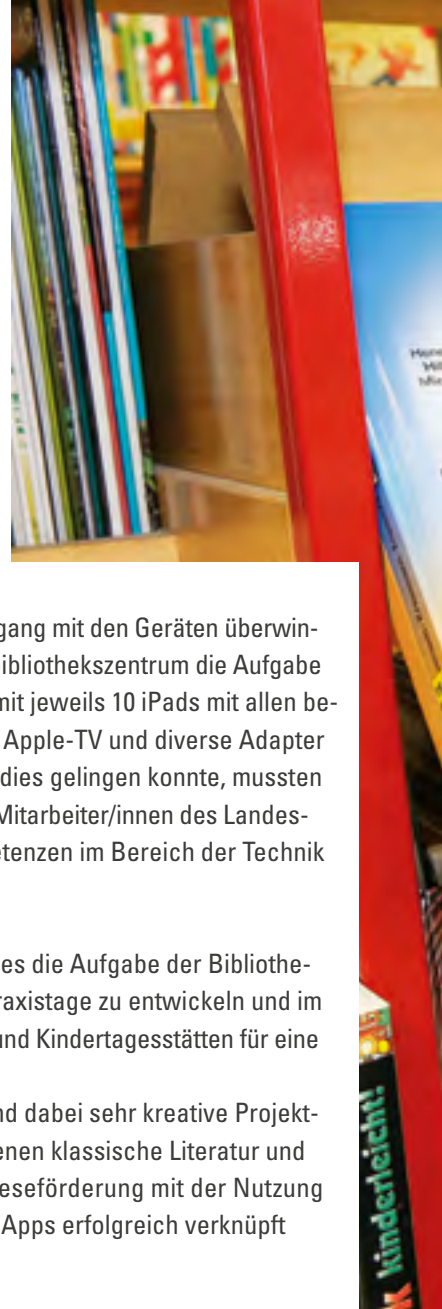 gang mit den Geräten überwin-
ibliothekszentrum die Aufgabe
mit jeweils 10 iPads mit allen be-
Apple-TV und diverse Adapter
dies gelingen konnte, mussten
Mitarbeiter/innen des Landes-
etenzen im Bereich der Technik
es die Aufgabe der Bibliothe-
raxistage zu entwickeln und im
und Kindertagesstätten für eine
nd dabei sehr kreative Projekt-
enen klassische Literatur und
eseförderung mit der Nutzung
Apps erfolgreich verknüpft
K kinderleicht!